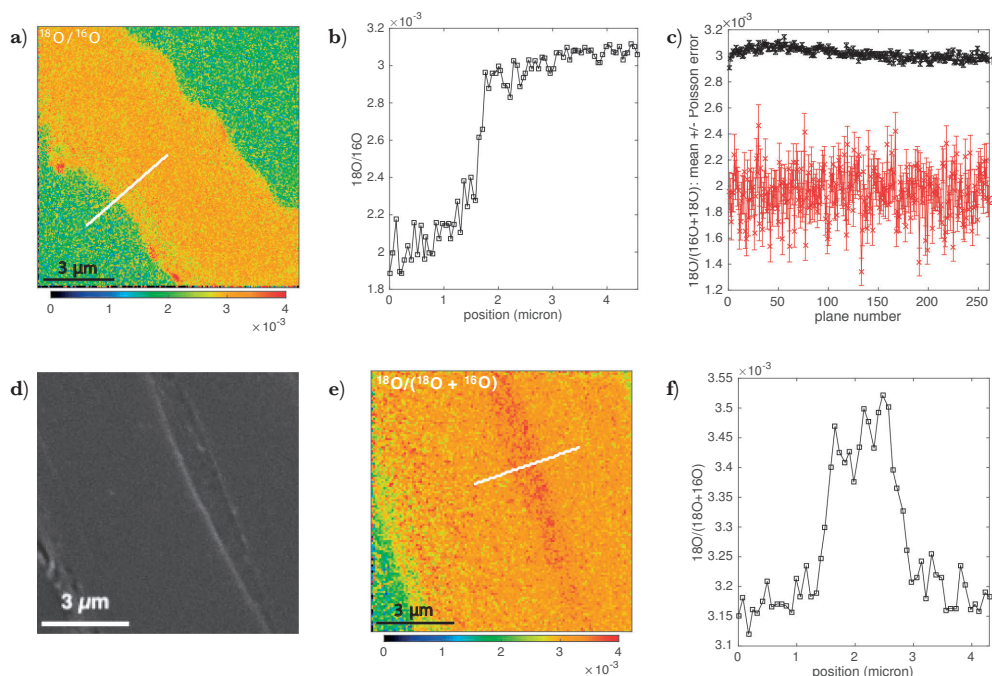 a)
18O/16O
3 µm
0 1 2 3 4
×10-3
b)
×10-3
3.2
3
2.8
2.6
2.4
2.2
2
1.8
18O/16O
0 1 2 3 4
position (micron)
c)
×10-3
3.2
3
2.8
2.6
2.4
2.2
2
1.8
1.6
1.4
1.2
18O/(16O+18O): mean +/- Poisson error
0 50 100 150 200 250
plane number
d)
3 µm
e)
18O/(18O + 16O)
3 µm
0 1 2 3 4
×10-3
f)
×10-3
3.55
3.5
3.45
3.4
3.35
3.3
3.25
3.2
3.15
3.1
18O/(18O+16O)
0 1 2 3 4
position (micron)